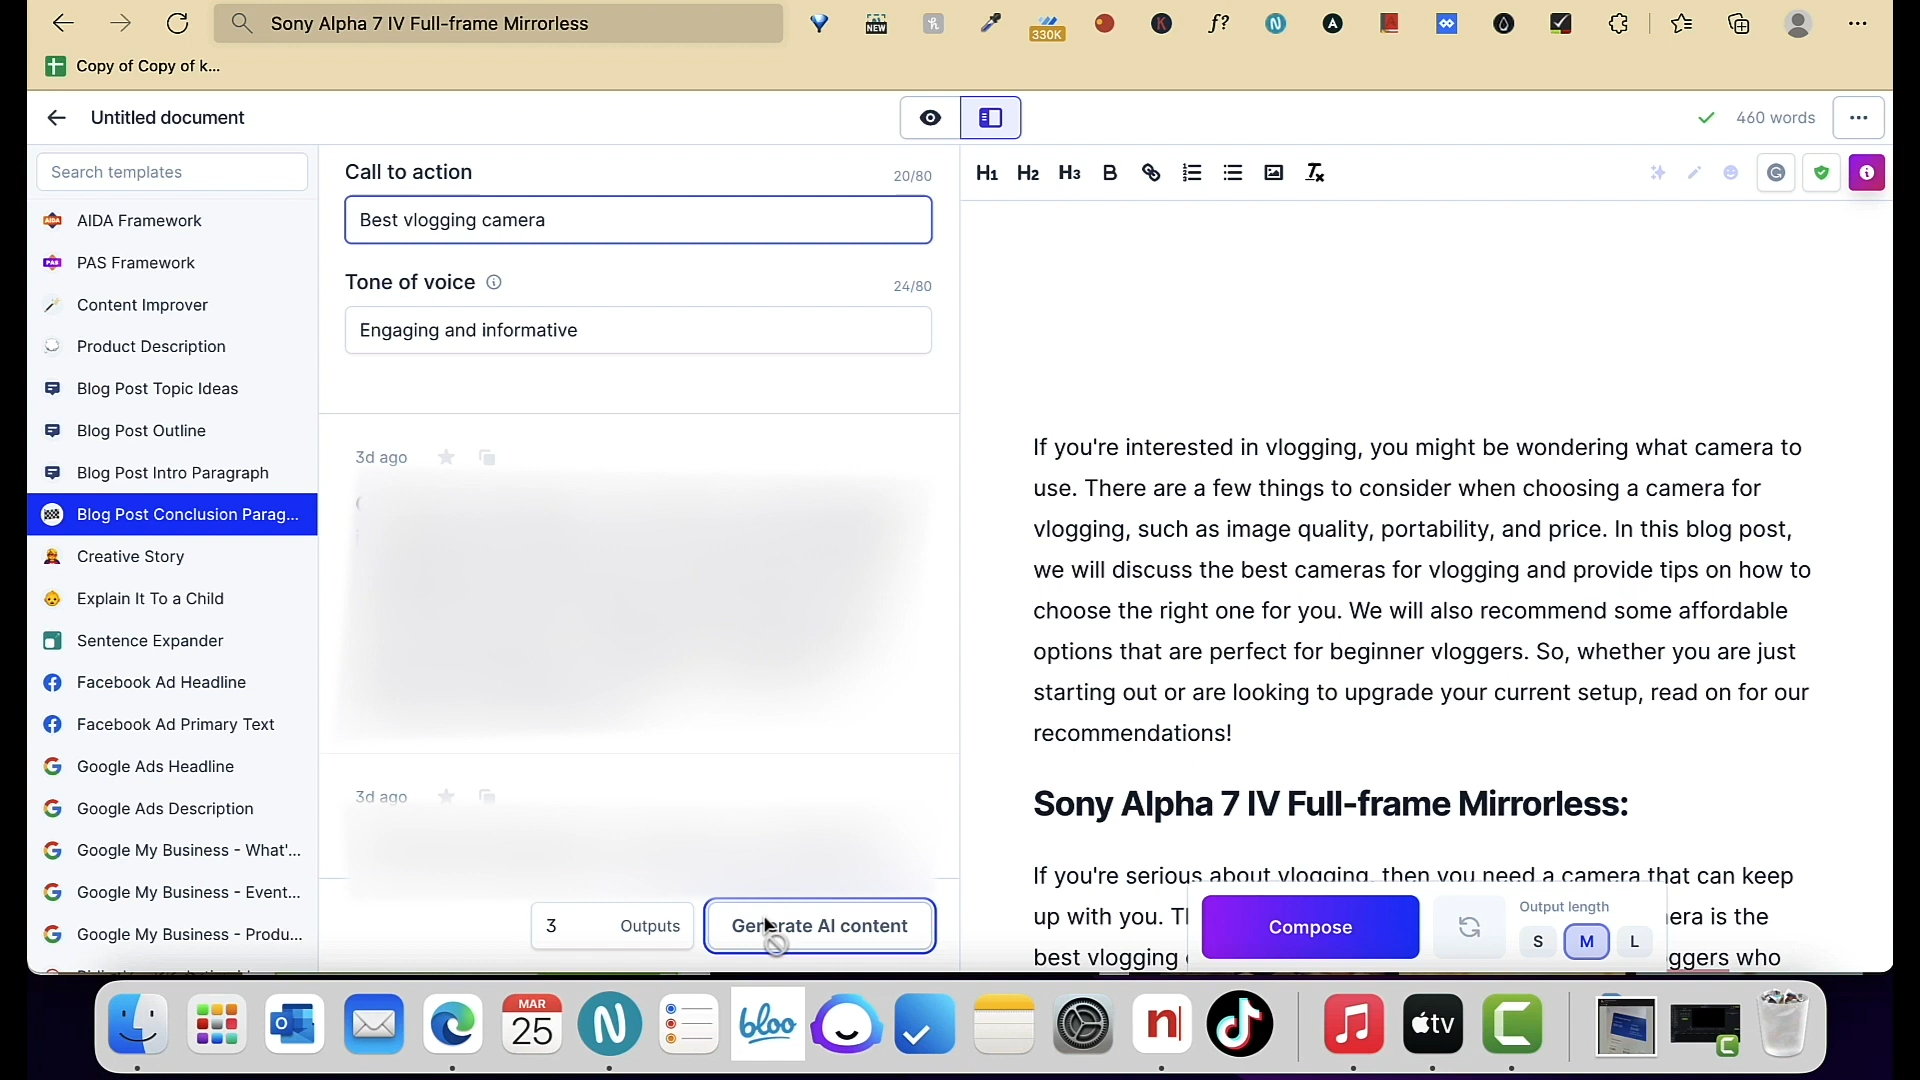 Sony Alpha 7 IV Full-frame Mirrorless
NEW
330K
Copy of Copy of k...
Untitled document
460 words
Search templates
AIDA Framework
PAS Framework
Content Improver
Product Description
Blog Post Topic Ideas
Blog Post Outline
Blog Post Intro Paragraph
Blog Post Conclusion Parag...
Creative Story
Explain It To a Child
Sentence Expander
Facebook Ad Headline
Facebook Ad Primary Text
Google Ads Headline
Google Ads Description
Google My Business - What'...
Google My Business - Event...
Google My Business - Produ...
Call to action
20/80
Best vlogging camera
Tone of voice
24/80
Engaging and informative
3d ago
3d ago
3 Outputs
Generate AI content
H1 H2 H3 B
If you're interested in vlogging, you might be wondering what camera to
use. There are a few things to consider when choosing a camera for
vlogging, such as image quality, portability, and price. In this blog post,
we will discuss the best cameras for vlogging and provide tips on how to
choose the right one for you. We will also recommend some affordable
options that are perfect for beginner vloggers. So, whether you are just
starting out or are looking to upgrade your current setup, read on for our
recommendations!
Sony Alpha 7 IV Full-frame Mirrorless:
If you're serious about vlogging, then you need a camera that can keep
up with you. T
era is the
best vlogging
ggers who
Compose
Output length
S M L
MAR
25
bloo
tv